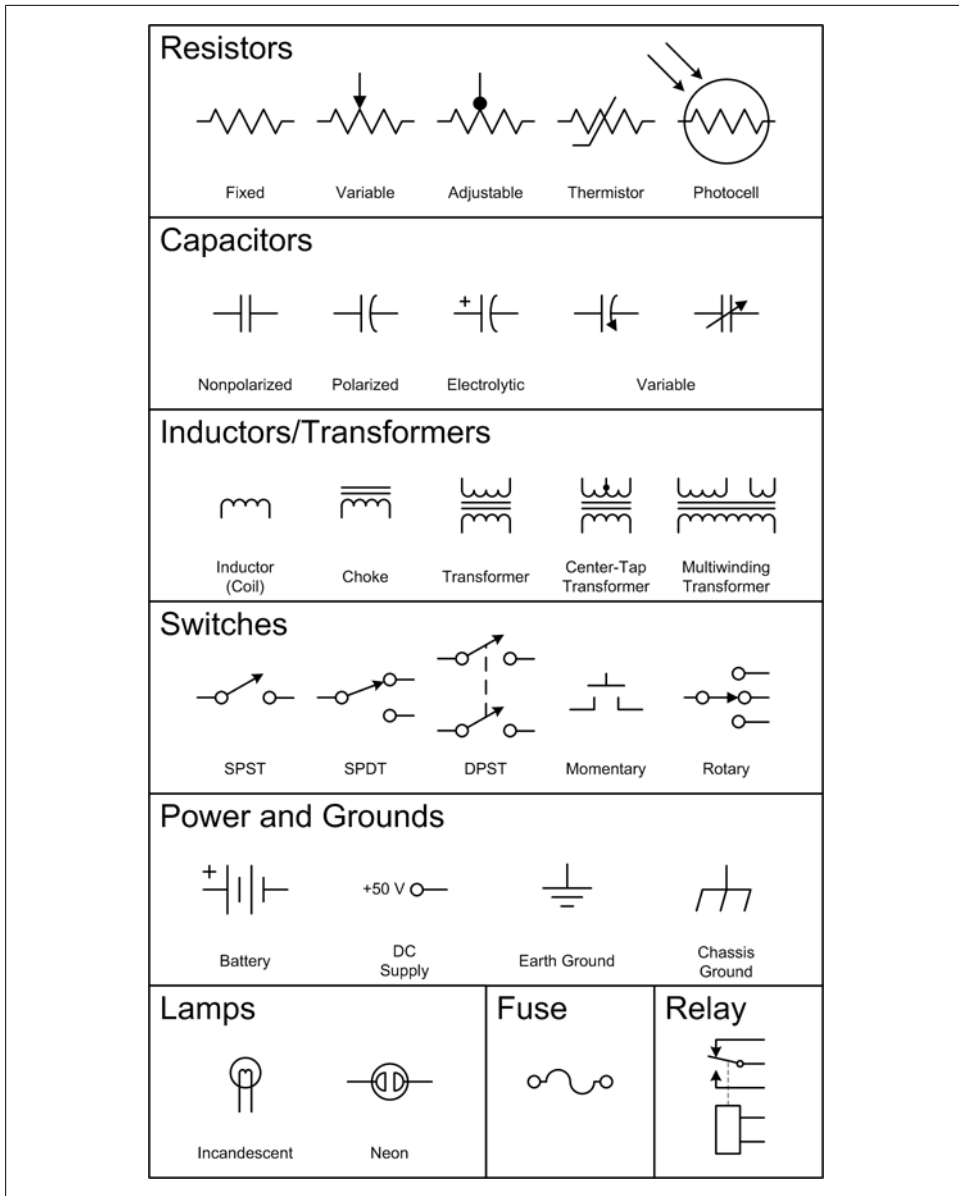 Resistors
Fixed
Variable
Adjustable
Thermistor
Photocell
Capacitors
+
Nonpolarized
Polarized
Electrolytic
Variable
Inductors/Transformers
Inductor
(Coil)
Choke
Transformer
Center-Tap
Transformer
Multiwinding
Transformer
Switches
SPST
SPDT
DPST
Momentary
Rotary
Power and Grounds
+
+50 V
Battery
DC
Supply
Earth Ground
Chassis
Ground
Lamps
Incandescent
Neon
Fuse
Relay